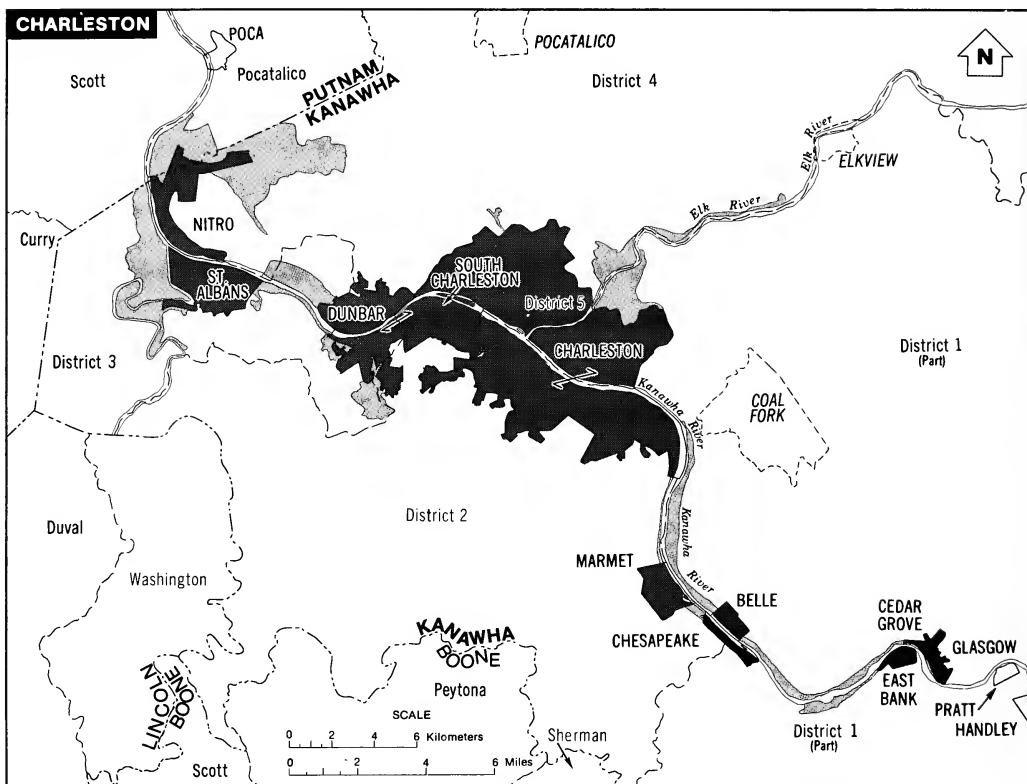 CHARLESTON
POCA
POCATALICO
N
Scott
Pocatalico
District 4
PUTNAM
KANAWHA
Elk River
ELKVIEW
Elk River
NITRO
Curry
SOUTH
CHARLESTON
ST
ALBANS
DUNBAR
District 5
CHARLESTON
District 3
District 1
(Part)
Kanawha
River
COAL
FORK
District 2
Duval
Kanawha
River
MARMET
Washington
BELLE
CHESAPEAKE
CEDAR
GROVE
GLASGOW
KANAWHA
BOONE
EAST
BANK
LINCOLN
BOONE
Peytona
PRATT
HANDLEY
SCALE
0 2 4 6 Kilometers
Sherman
District 1
(Part)
Scott
0 2 4 6 Miles